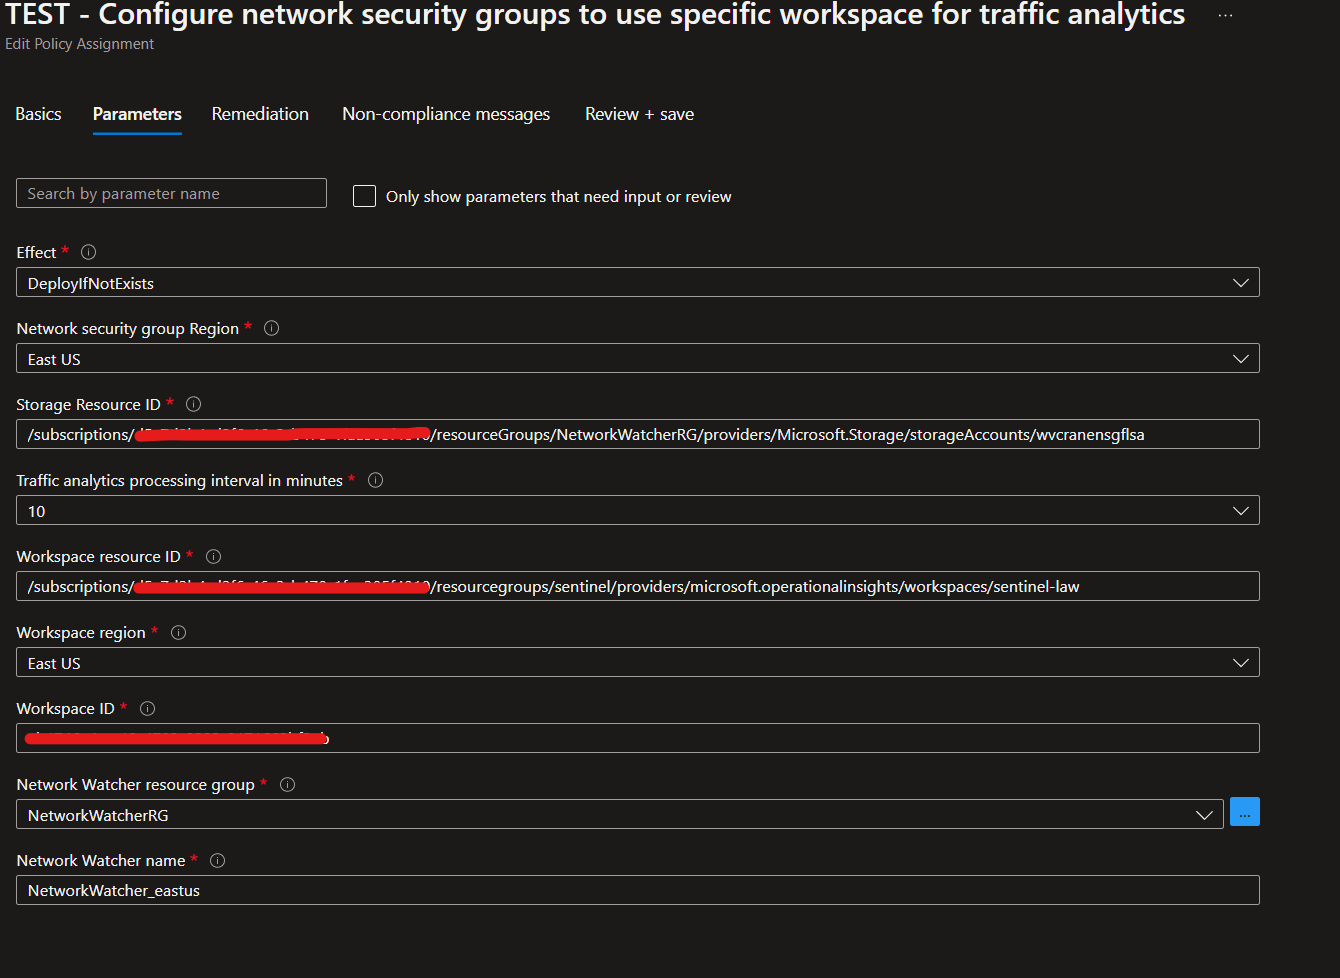 TEST - Configure network security groups to use specific workspace for traffic analytics ...
Edit Policy Assignment
Basics Parameters Remediation Non-compliance messages Review + save
Search by parameter name Only show parameters that need input or review
Effect *
DeployIfNotExists
Network security group Region *
East US
Storage Resource ID *
/subscriptions/ /resourceGroups/NetworkWatcherRG/providers/Microsoft.Storage/storageAccounts/wvcranensgflsa
Traffic analytics processing interval in minutes *
10
Workspace resource ID *
/subscriptions/ /resourcegroups/sentinel/providers/microsoft.operationalinsights/workspaces/sentinel-law
Workspace region *
East US
Workspace ID *
Network Watcher resource group *
NetworkWatcherRG ...
Network Watcher name *
NetworkWatcher_eastus